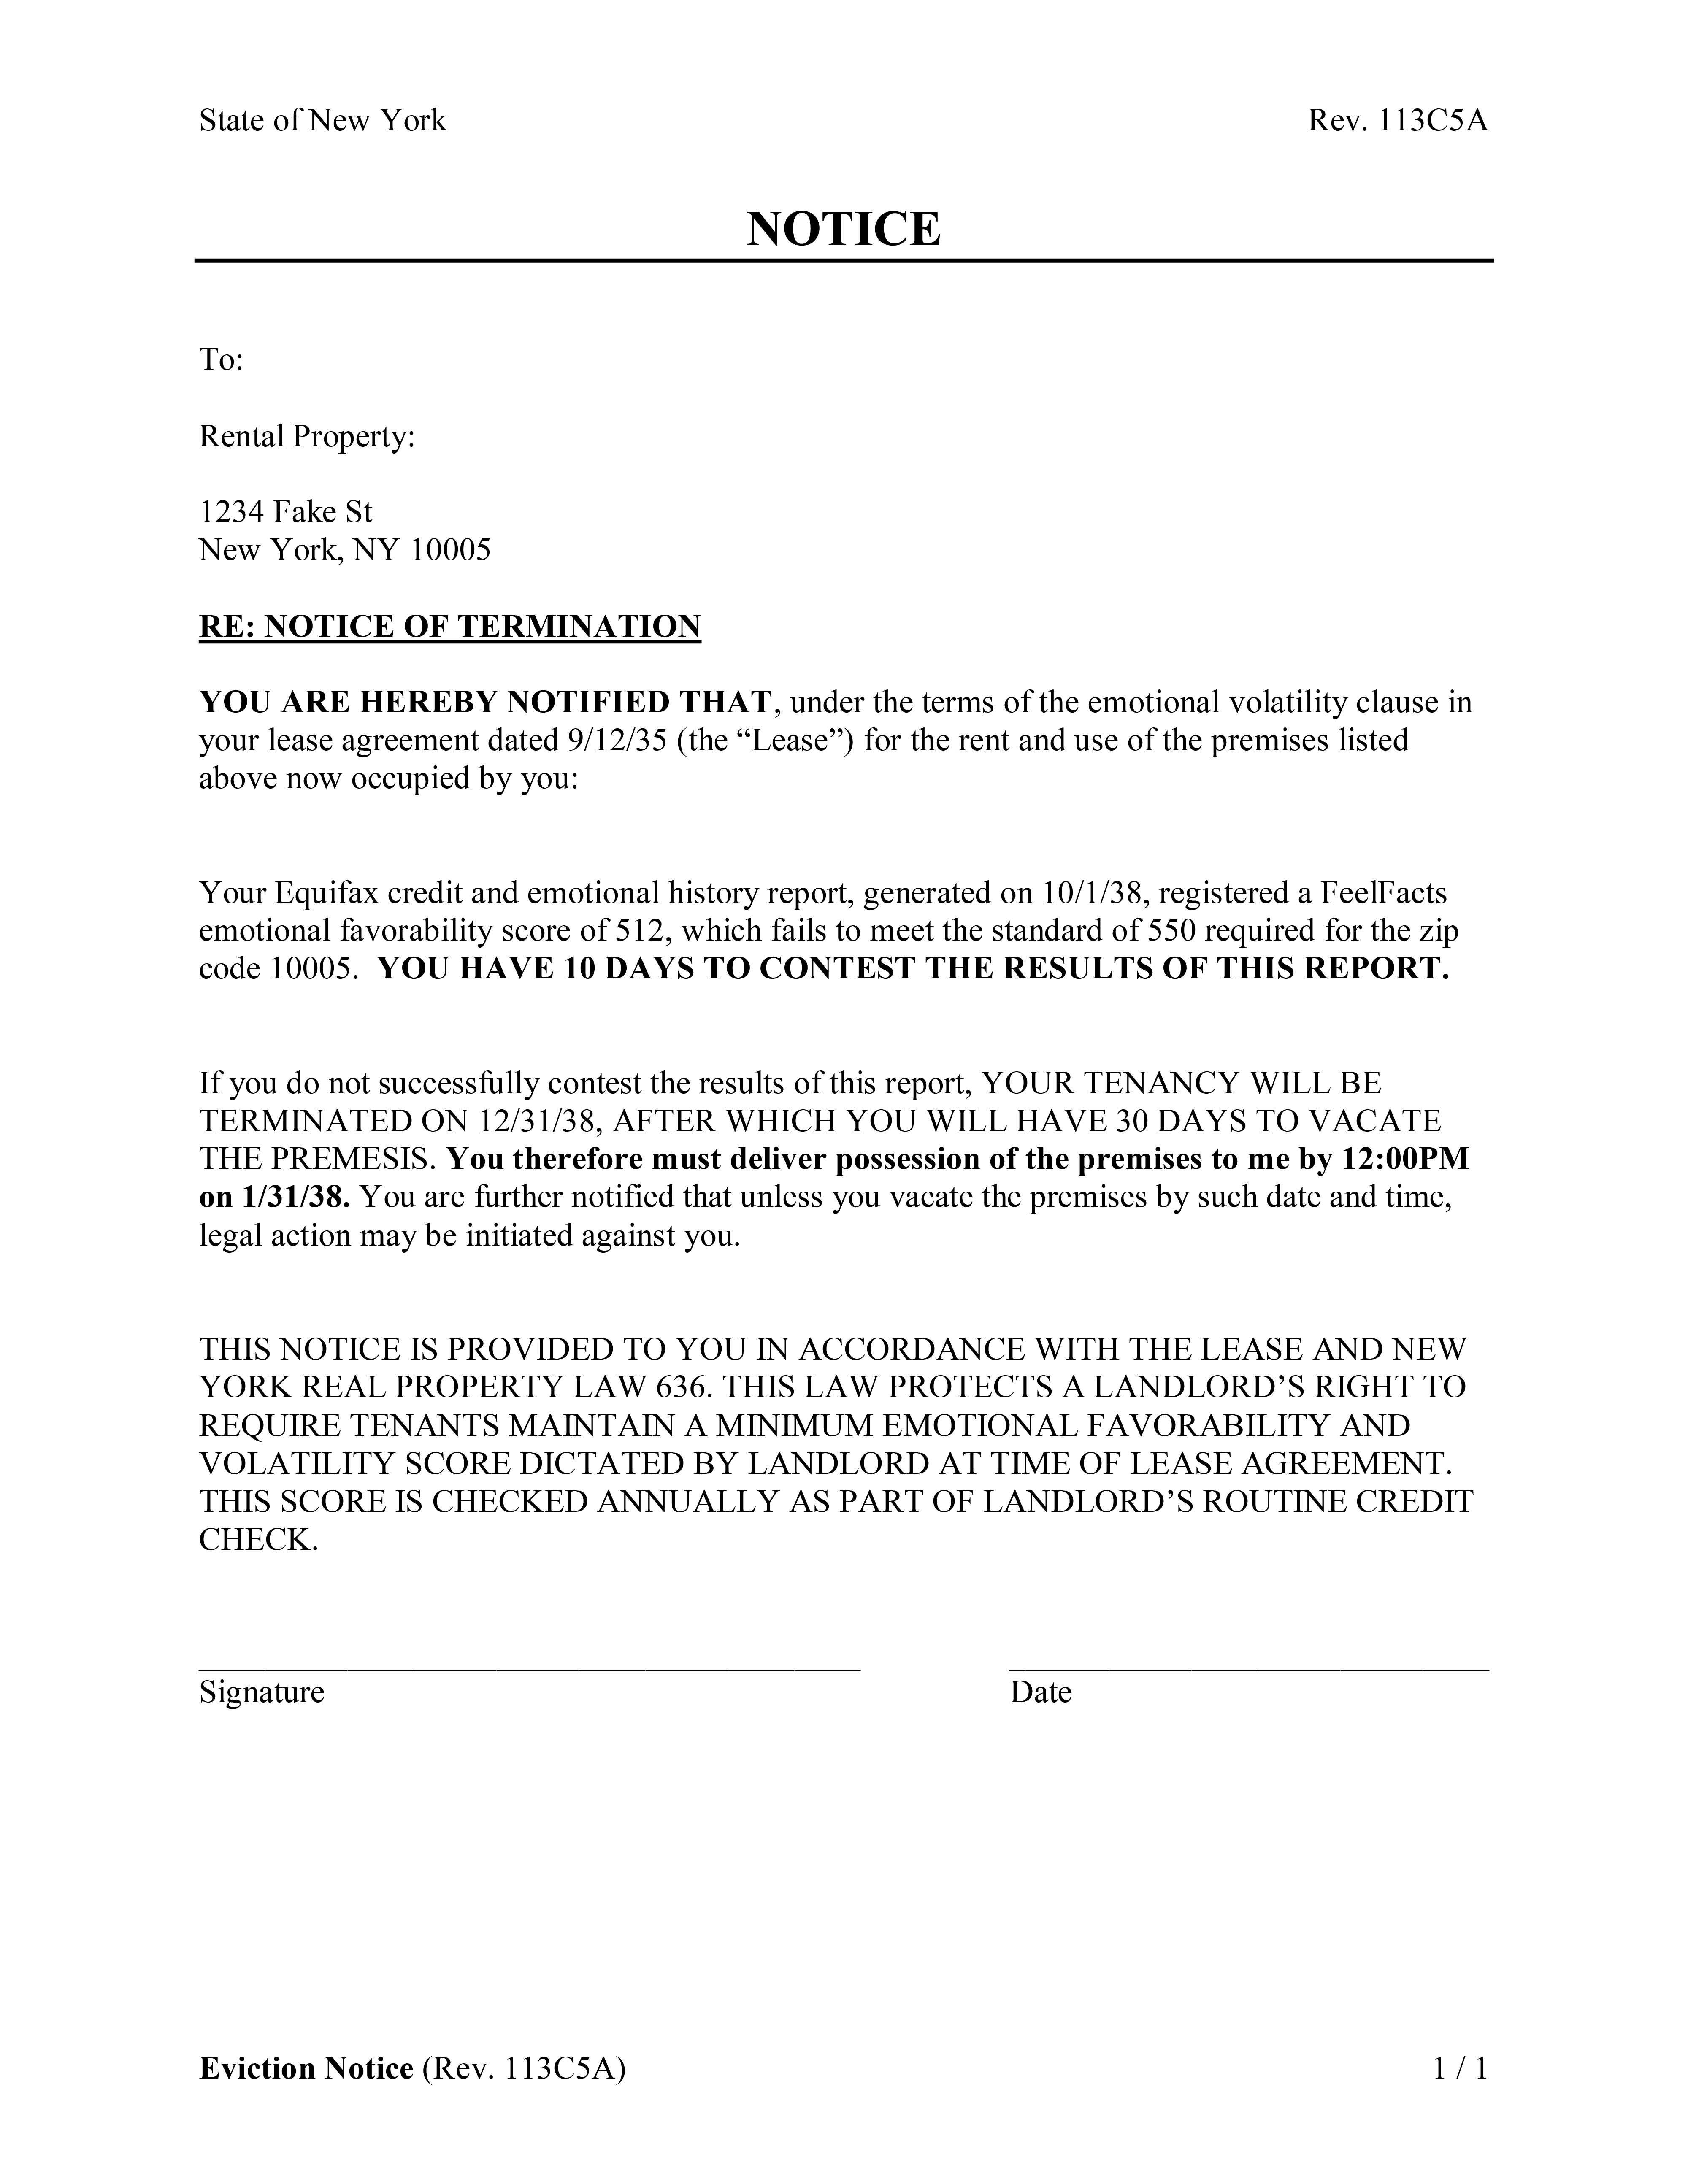 State of New York
Rev. 113C5A
NOTICE
To:
Rental Property:
1234 Fake St
New York, NY 10005
RE: NOTICE OF TERMINATION
YOU ARE HEREBY NOTIFIED THAT, under the terms of the emotional volatility clause in
your lease agreement dated 9/12/35 (the “Lease”) for the rent and use of the premises listed
above now occupied by you:
Your Equifax credit and emotional history report, generated on 10/1/38, registered a FeelFacts
emotional favorability score of 512, which fails to meet the standard of 550 required for the zip
code 10005.  YOU HAVE 10 DAYS TO CONTEST THE RESULTS OF THIS REPORT.
If you do not successfully contest the results of this report, YOUR TENANCY WILL BE
TERMINATED ON 12/31/38, AFTER WHICH YOU WILL HAVE 30 DAYS TO VACATE
THE PREMESIS. You therefore must deliver possession of the premises to me by 12:00PM
on 1/31/38. You are further notified that unless you vacate the premises by such date and time,
legal action may be initiated against you.
THIS NOTICE IS PROVIDED TO YOU IN ACCORDANCE WITH THE LEASE AND NEW
YORK REAL PROPERTY LAW 636. THIS LAW PROTECTS A LANDLORD’S RIGHT TO
REQUIRE TENANTS MAINTAIN A MINIMUM EMOTIONAL FAVORABILITY AND
VOLATILITY SCORE DICTATED BY LANDLORD AT TIME OF LEASE AGREEMENT.
THIS SCORE IS CHECKED ANNUALLY AS PART OF LANDLORD’S ROUTINE CREDIT
CHECK.
Signature
Date
Eviction Notice (Rev. 113C5A)
1 / 1